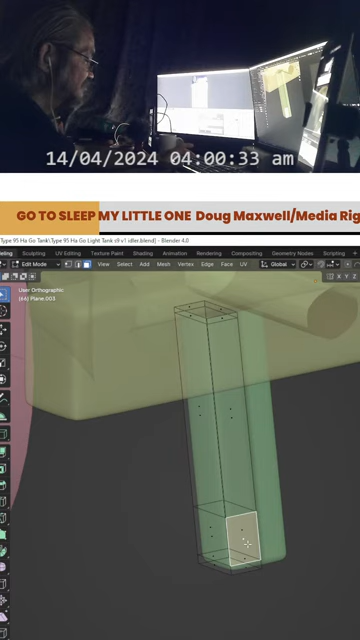 14/04/2024 04:00:33 am
GO TO SLEEP MY LITTLE ONE Doug Maxwell/Media Rig
Type 95 Ha Go Tank\Type 95 Ha Go Light Tank c9 v\ idler.blend] - Blender 4.0
eling Sculpting UV Editing Texture Paint Shading Animation Rendering Compositing Geometry Nodes Scripting
Edit Mode View Select Add Mesh Vertex Edge Face UV Global
X Y Z
User Orthographic
(66) Plane.003